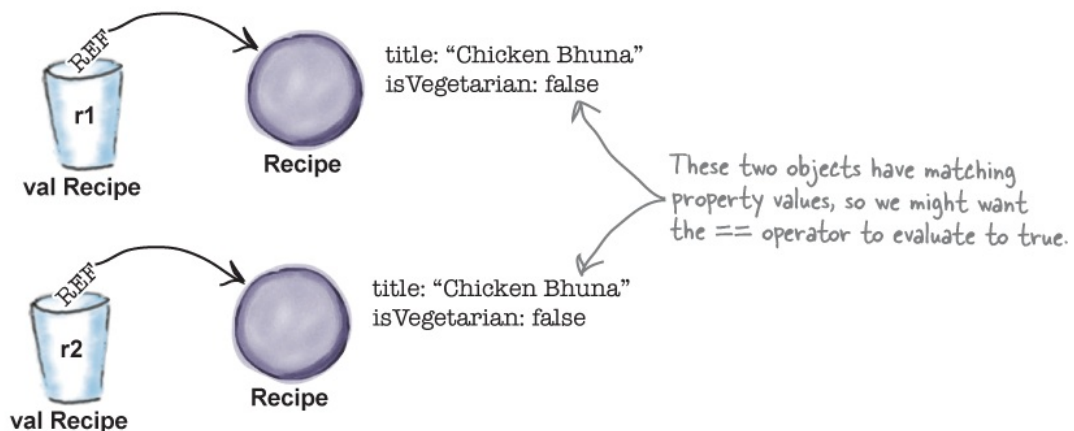 REF
r1
val Recipe
Recipe
title: “Chicken Bhuna”
isVegetarian: false
These two objects have matching
property values, so we might want
the == operator to evaluate to true.
REF
r2
val Recipe
Recipe
title: “Chicken Bhuna”
isVegetarian: false